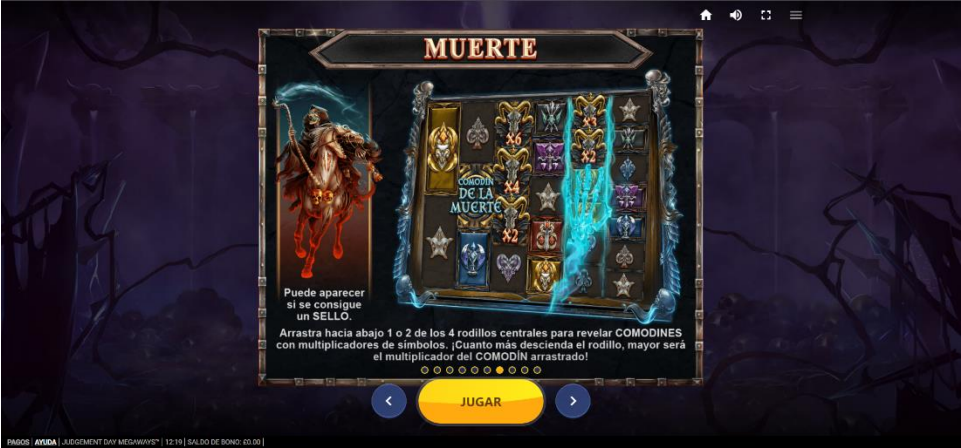 MUERTE
x6
x3
x2
x4
COMODÍN
DE LA
MUERTE
x2
Puede aparecer
si se consigue
un SELLO.
Arrastra hacia abajo 1 o 2 de los 4 rodillos centrales para revelar COMODINES
con multiplicadores de símbolos. ¡Cuanto más descienda el rodillo, mayor será
el multiplicador del COMODÍN arrastrado!
JUGAR
PAGOS | AYUDA | JUDGEMENT DAY MEGAWAYS™ | 12:19 | SALDO DE BONO: £0.00 |